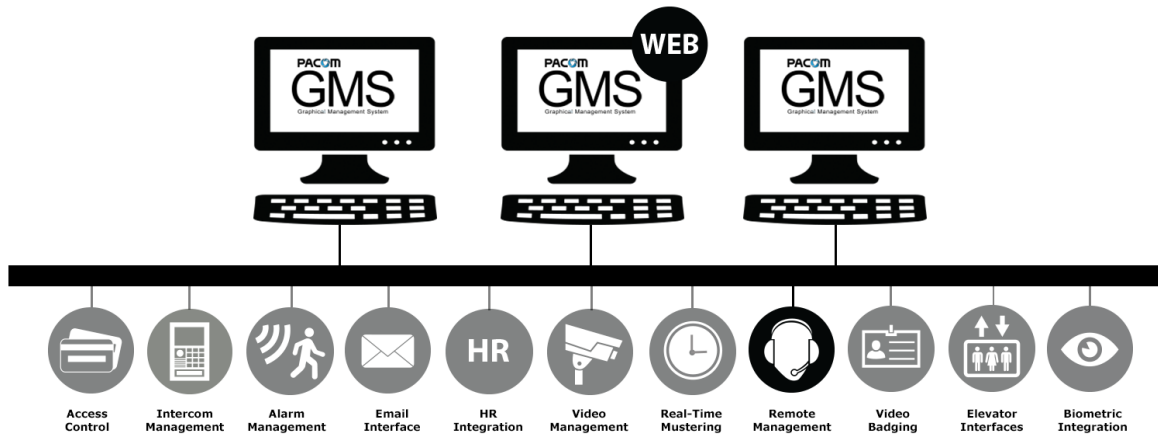 WEB
PACOM
GMS
Graphical Management System
PACOM
GMS
Graphical Management System
PACOM
GMS
Graphical Management System
HR
Access
Control
Intercom
Management
Alarm
Management
Email
Interface
HR
Integration
Video
Management
Real-Time
Mustering
Remote
Management
Video
Badging
Elevator
Interfaces
Biometric
Integration